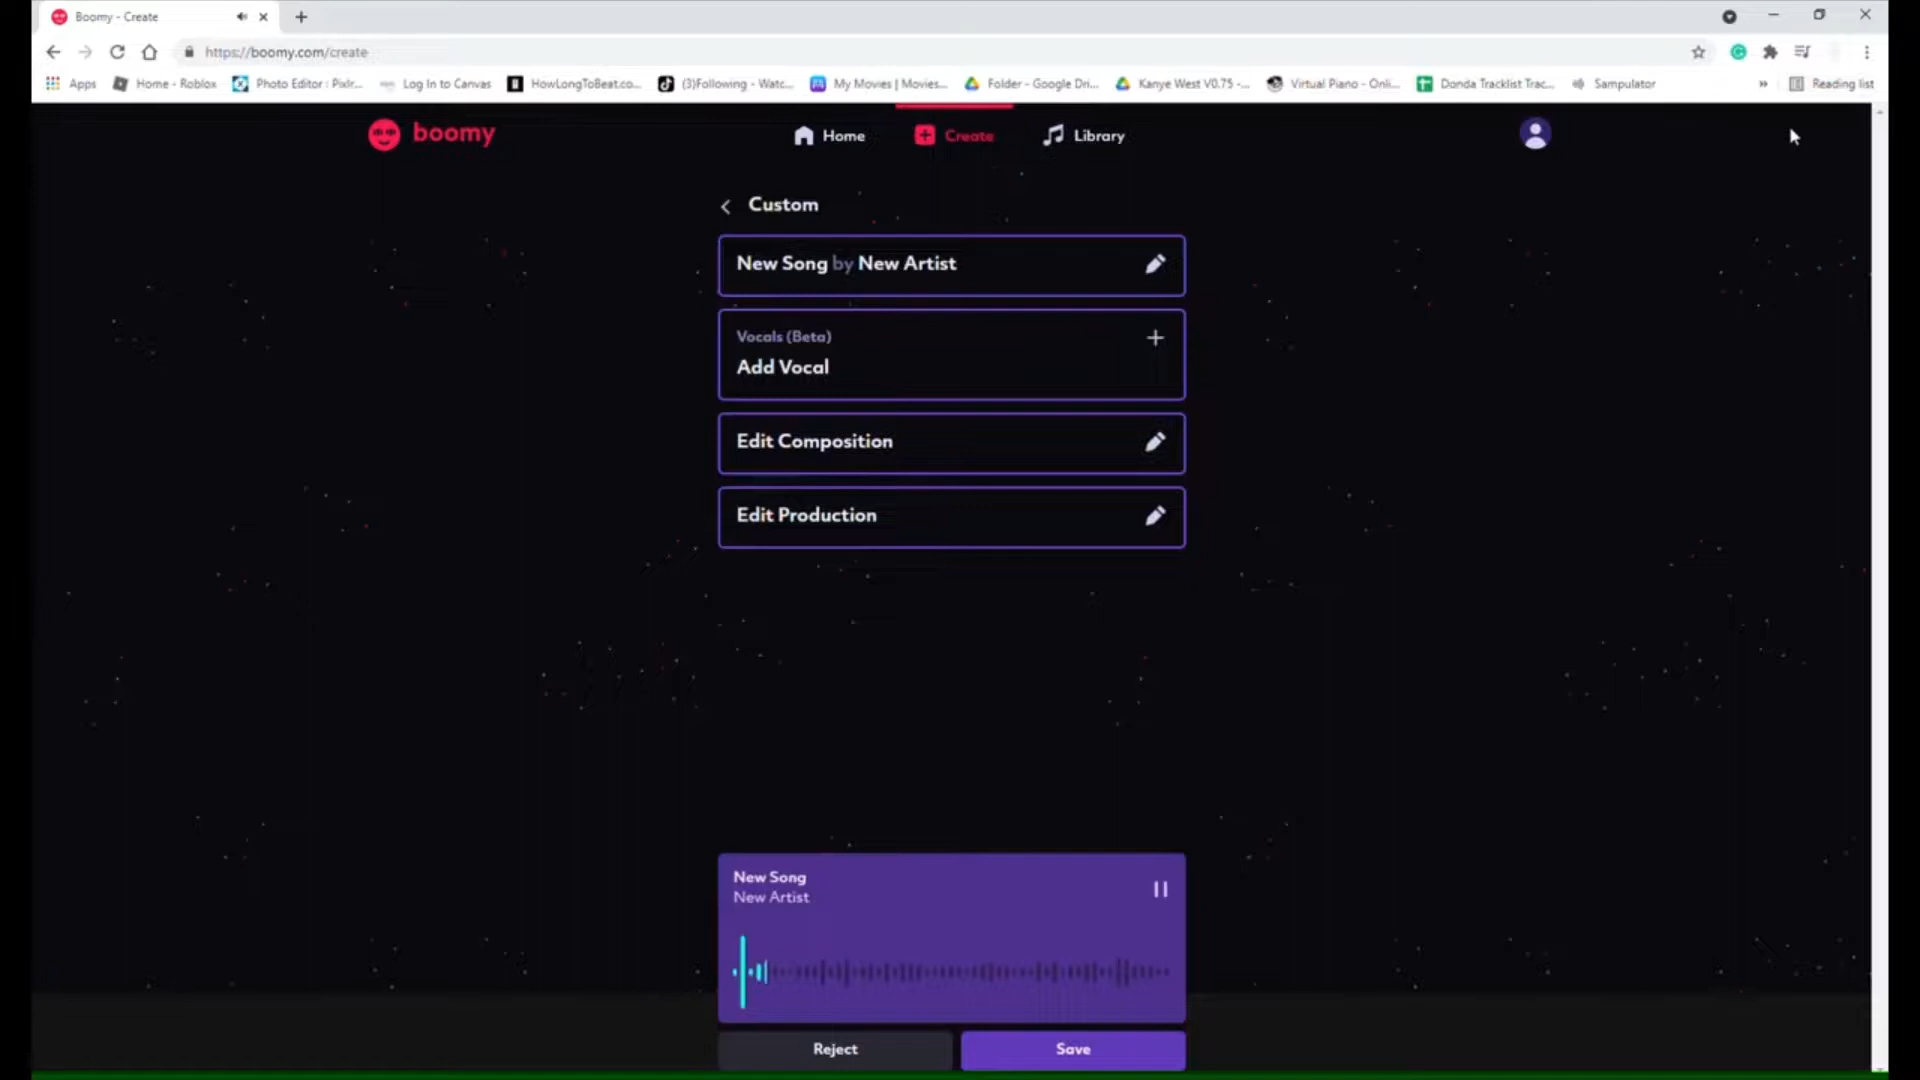 Boomy - Create
https://boomy.com/create
Apps
Home - Roblox
Photo Editor : Pixlr...
Log In to Canvas
HowLongToBeat.co...
(3)Following - Watc...
My Movies | Movies...
Folder - Google Dri...
Kanye West V0.75 -...
Virtual Piano - Onli...
Donda Tracklist Trac...
Sampulator
»
Reading list
boomy
Home
Create
Library
Custom
New Song by New Artist
Vocals (Beta)
Add Vocal
Edit Composition
Edit Production
New Song
New Artist
Reject
Save